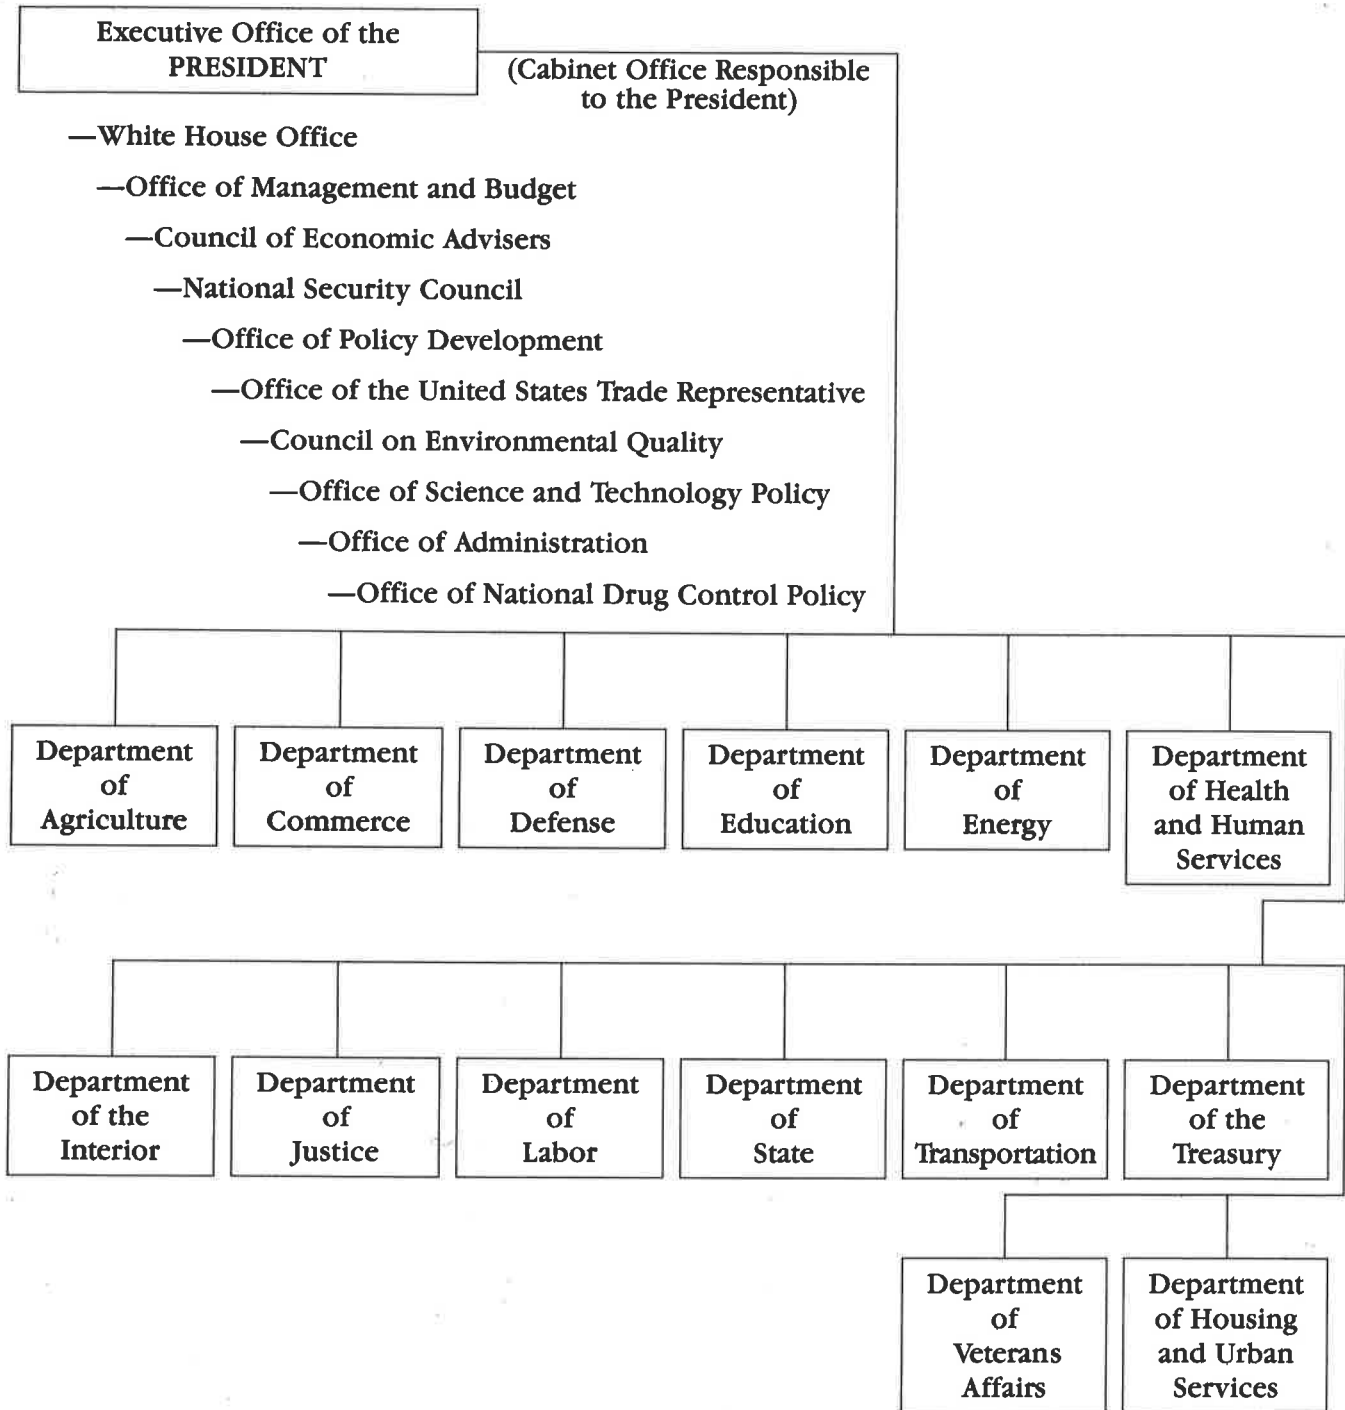 Executive Office of the
PRESIDENT
(Cabinet Office Responsible
to the President)
—White House Office
—Office of Management and Budget
—Council of Economic Advisers
—National Security Council
—Office of Policy Development
—Office of the United States Trade Representative
—Council on Environmental Quality
—Office of Science and Technology Policy
—Office of Administration
—Office of National Drug Control Policy
Department
of
Agriculture
Department
of
Commerce
Department
of
Defense
Department
of
Education
Department
of
Energy
Department
of Health
and Human
Services
Department
of the
Interior
Department
of
Justice
Department
of
Labor
Department
of
State
Department
of
Transportation
Department
of the
Treasury
Department
of
Veterans
Affairs
Department
of Housing
and Urban
Services